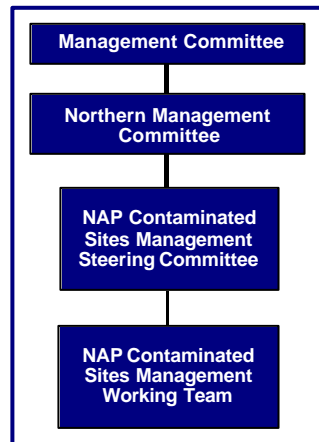 Management Committee
Northern Management
Committee
NAP Contaminated
Sites Management
Steering Committee
NAP Contaminated
Sites Management
Working Team